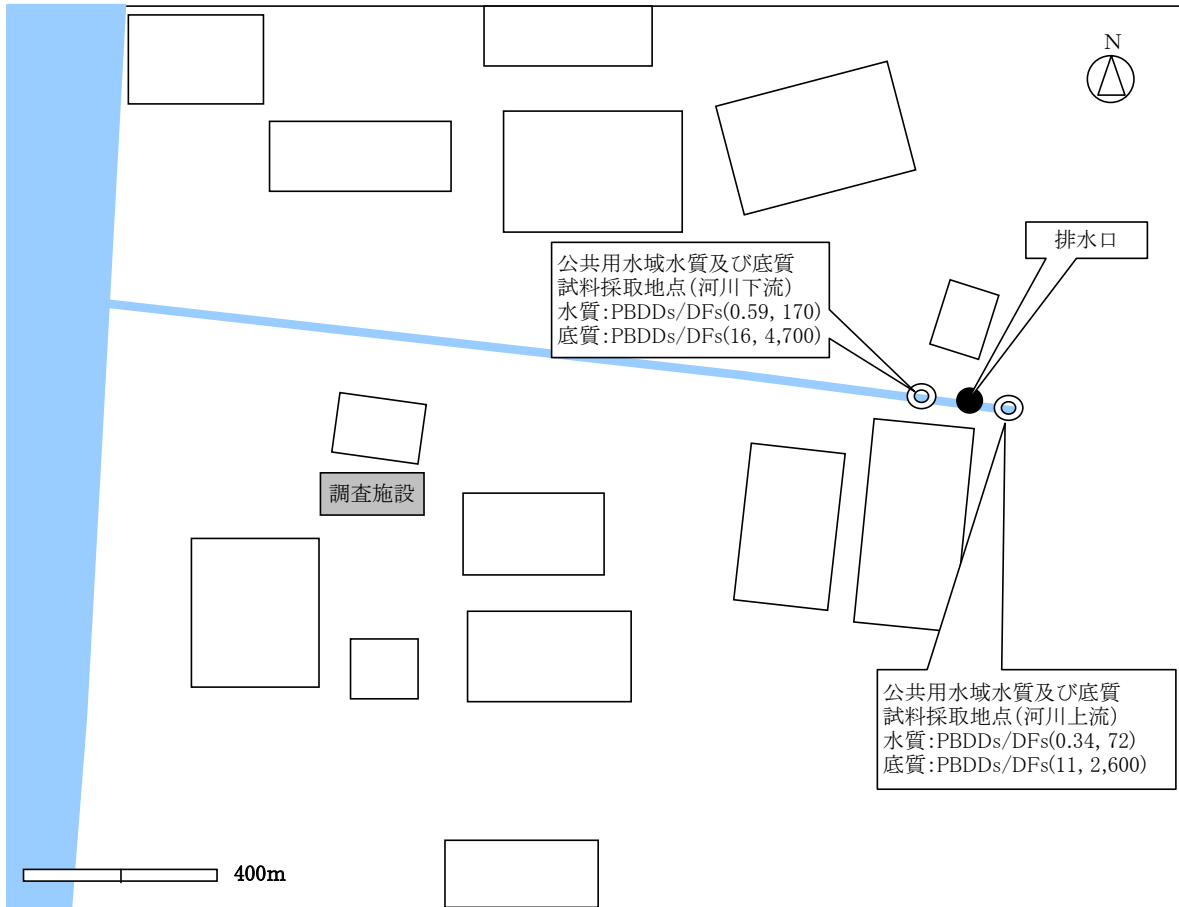 N
排水口
公共用水域水質及び底質
試料採取地点(河川下流)
水質:PBDDs/DFs(0.59, 170)
底質:PBDDs/DFs(16, 4,700)
調査施設
公共用水域水質及び底質
試料採取地点(河川上流)
水質:PBDDs/DFs(0.34, 72)
底質:PBDDs/DFs(11, 2,600)
400m